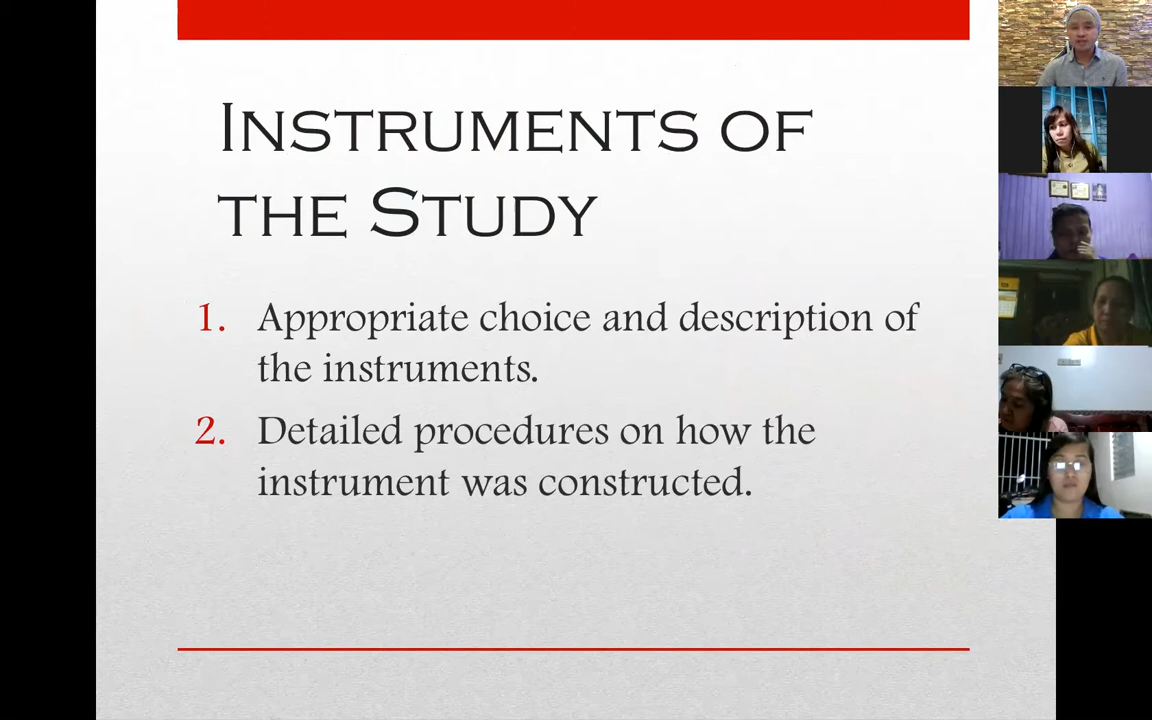 INSTRUMENTS OF
THE STUDY
1. Appropriate choice and description of
the instruments.
2. Detailed procedures on how the
instrument was constructed.